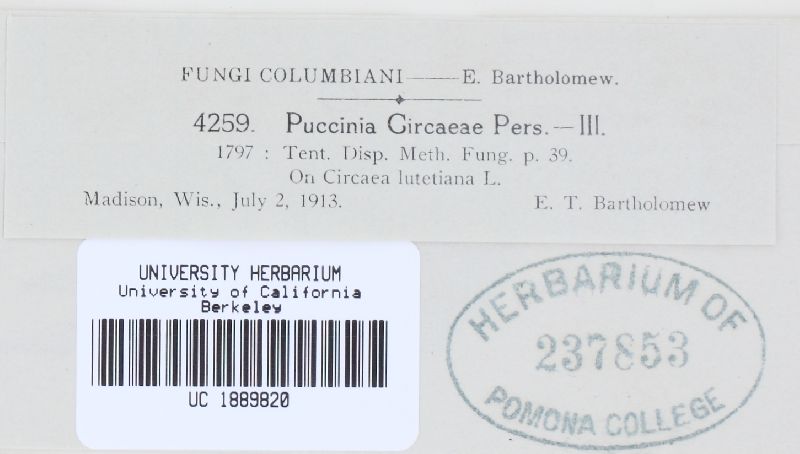 FUNGI COLUMBIANI——E. Bartholomew.
4259. Puccinia Circaeae Pers.—III.
1797 : Tent. Disp. Meth. Fung. p. 39.
On Circaea lutetiana L.
Madison, Wis., July 2, 1913. E. T. Bartholomew
UNIVERSITY HERBARIUM
University of California
Berkeley
UC 1889820
HERBARIUM OF
237853
POMONA COLLEGE